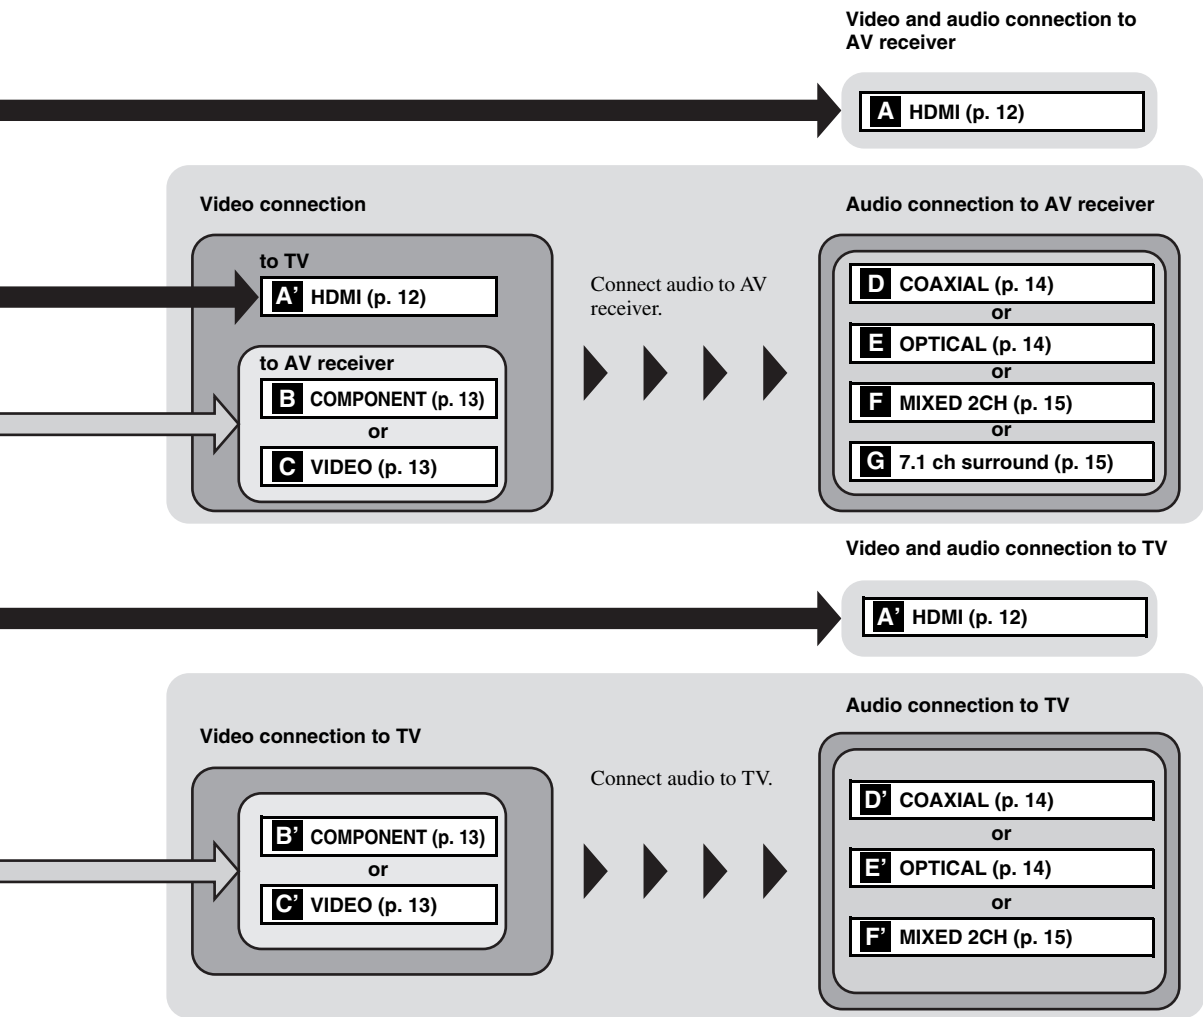 Video and audio connection to
AV receiver
A HDMI (p. 12)
Video connection
to TV
A’ HDMI (p. 12)
to AV receiver
B COMPONENT (p. 13)
or
C VIDEO (p. 13)
Connect audio to AV
receiver.
Audio connection to AV receiver
D COAXIAL (p. 14)
or
E OPTICAL (p. 14)
or
F MIXED 2CH (p. 15)
or
G 7.1 ch surround (p. 15)
Video and audio connection to TV
A’ HDMI (p. 12)
Video connection to TV
B’ COMPONENT (p. 13)
or
C’ VIDEO (p. 13)
Connect audio to TV.
Audio connection to TV
D’ COAXIAL (p. 14)
or
E’ OPTICAL (p. 14)
or
F’ MIXED 2CH (p. 15)